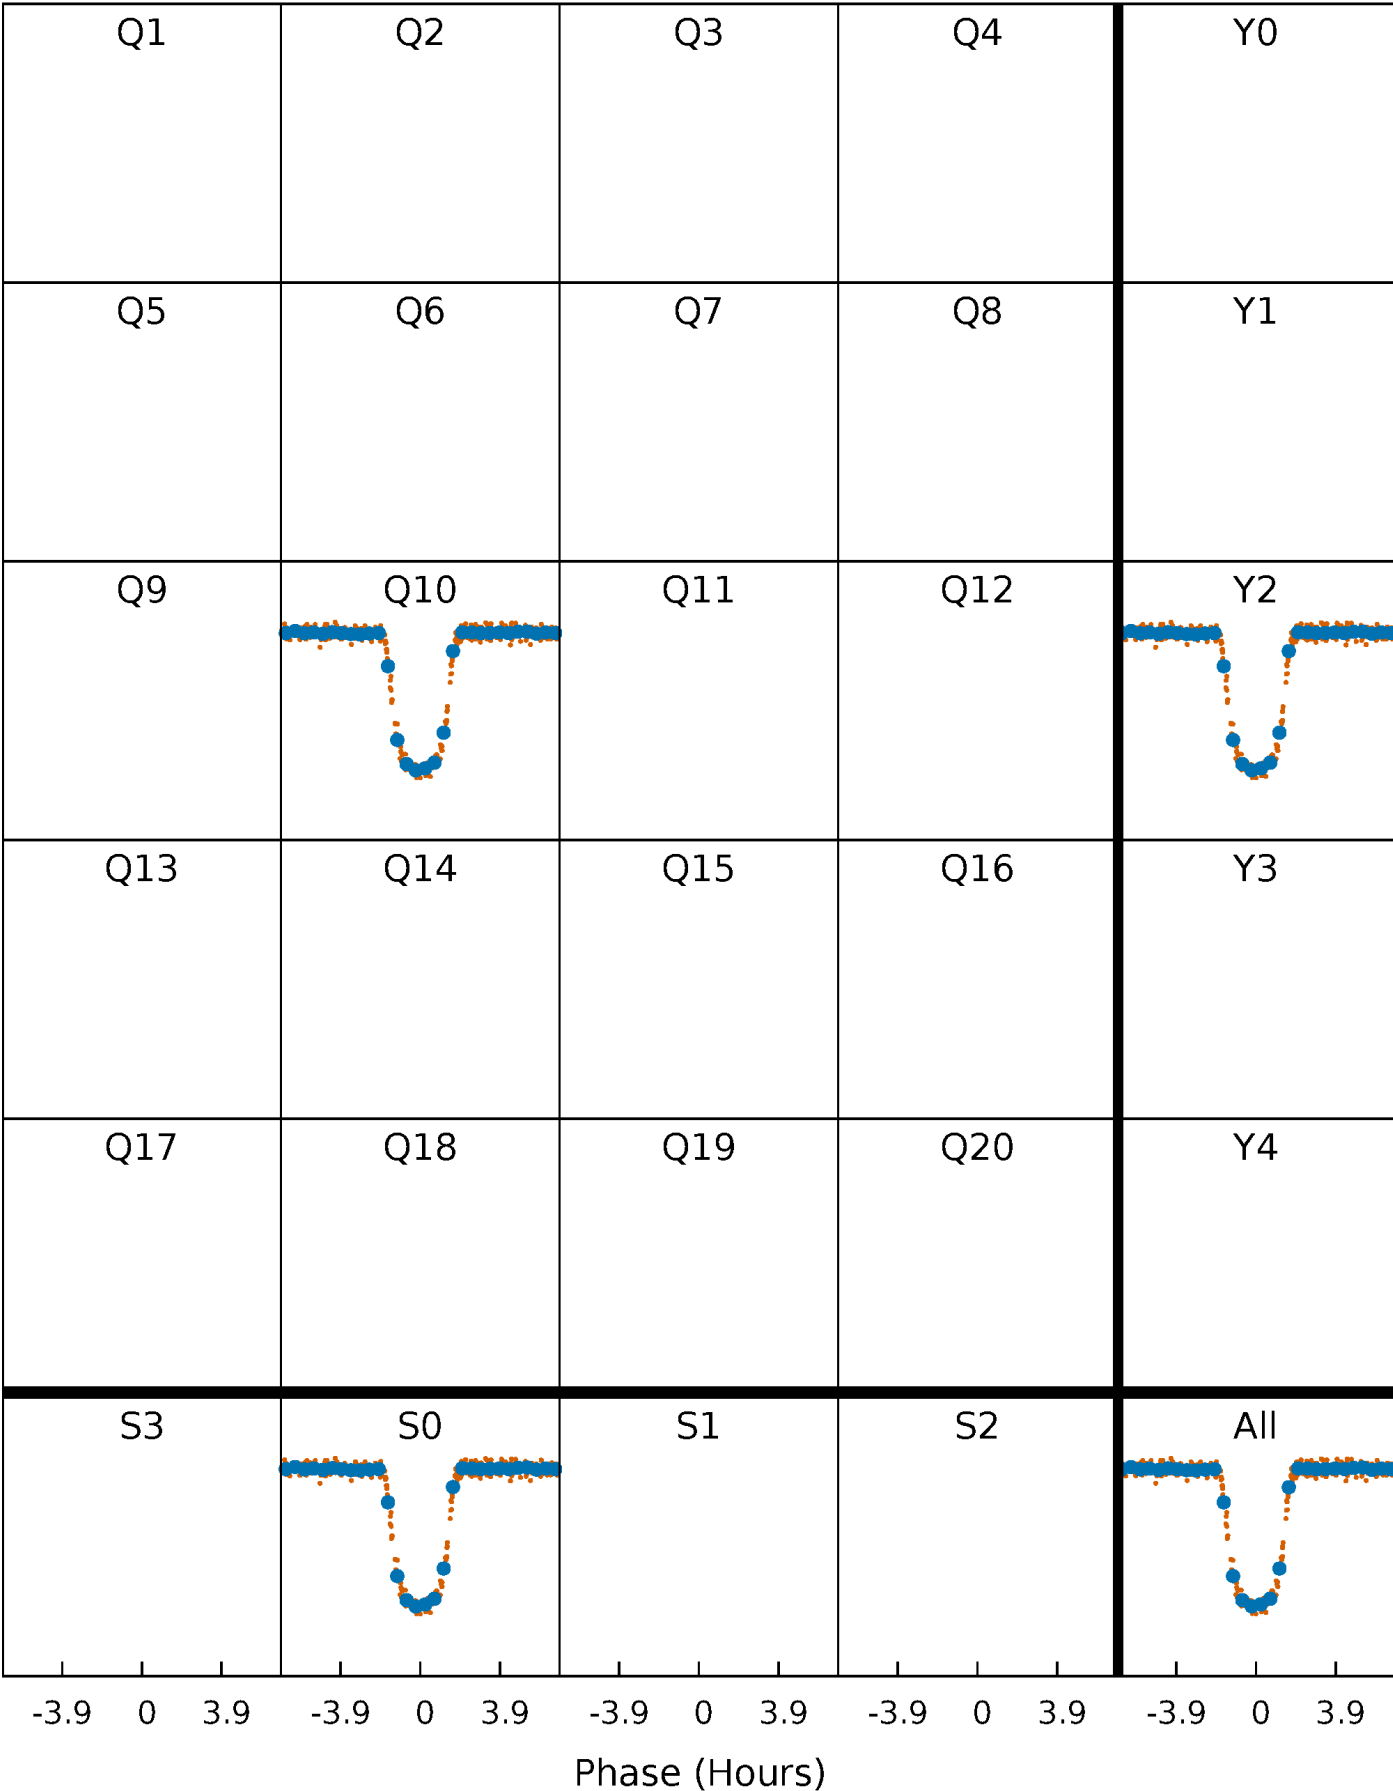 Q1 Q2 Q3 Q4 Y0
Q5 Q6 Q7 Q8 Y1
Q9 Q10 Q11 Q12 Y2
Q13 Q14 Q15 Q16 Y3
Q17 Q18 Q19 Q20 Y4
S3 S0 S1 S2 All
-3.9 0 3.9 -3.9 0 3.9 -3.9 0 3.9 -3.9 0 3.9 -3.9 0 3.9
Phase (Hours)